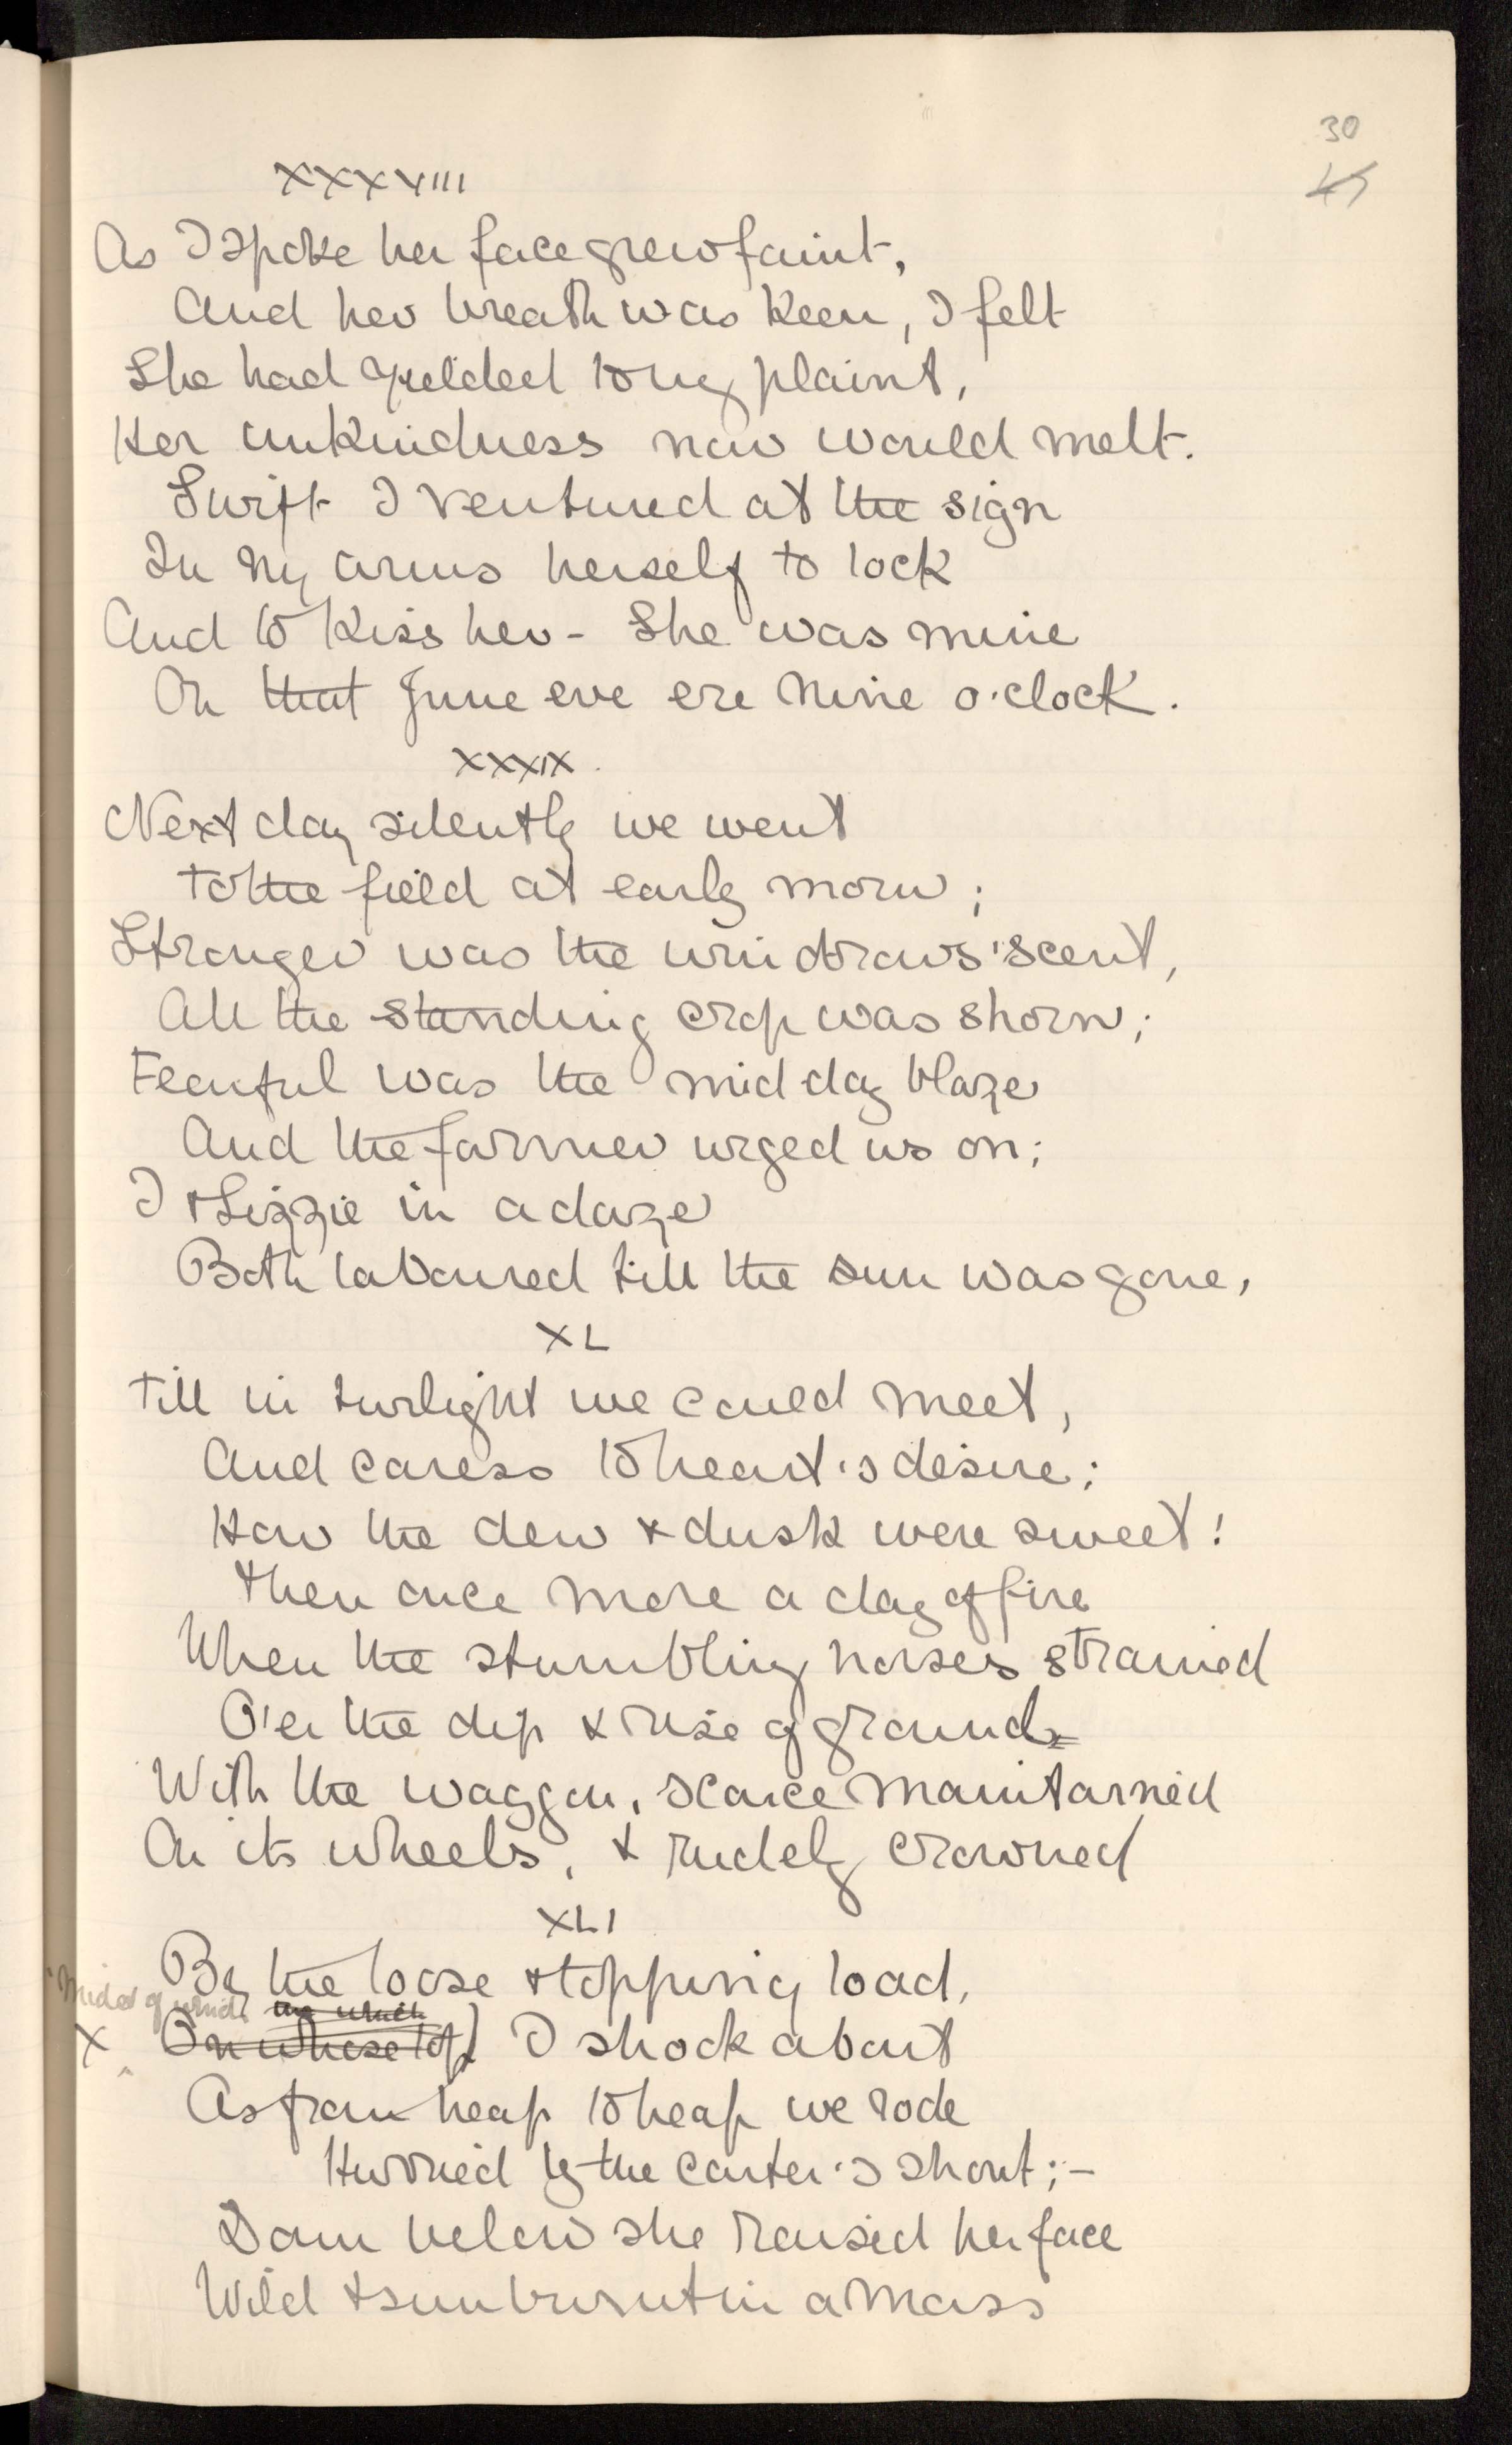 30
45
XXXVIII
As I spoke her face grew faint,
And her breath was keen, I felt
She had yielded to my plaint,
Her unkindness now would melt.
Swift I ventured at the sign
In my arms herself to lock
And to kiss her - She was mine
On that June eve ere nine o'clock.
XXXIX.
Next day silently we went
To the field at early morn;
Stronger was the windrows' scent,
All the standing crop was shorn;
Fearful was the midday blaze
And the farmer urged us on;
I & Lizzie in a daze
Both laboured till the sun was gone,
XL
Till in twilight we could meet,
And caress to heart's desire;
How the dew & dusk were sweet!
Then once more a day of fire
When the stumbling horses strained
O'er the dip & rise of ground
With the waggon, scarce maintained
On its wheels, & rudely crowned
XLI
By the loose & topping load,
'Midst of which the which
X On whose top I shook about
As from heap to heap we rode
Hurried by the carter's shout; -
Down below she raised her face
Wild & sunburnt in a mass